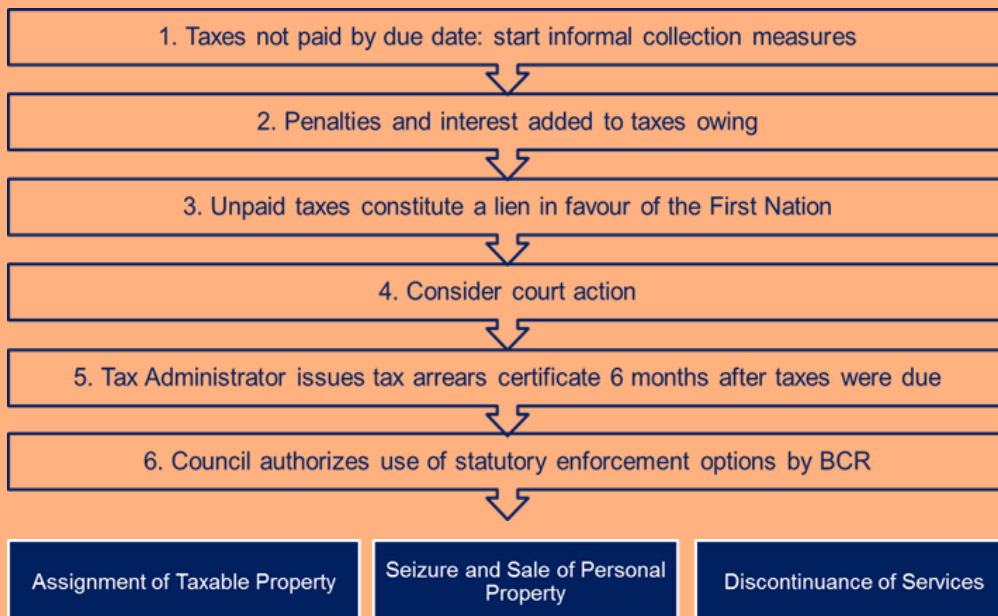 1. Taxes not paid by due date: start informal collection measures
2. Penalties and interest added to taxes owing
3. Unpaid taxes constitute a lien in favour of the First Nation
4. Consider court action
5. Tax Administrator issues tax arrears certificate 6 months after taxes were due
6. Council authorizes use of statutory enforcement options by BCR
Assignment of Taxable Property
Seizure and Sale of Personal
Property
Discontinuance of Services